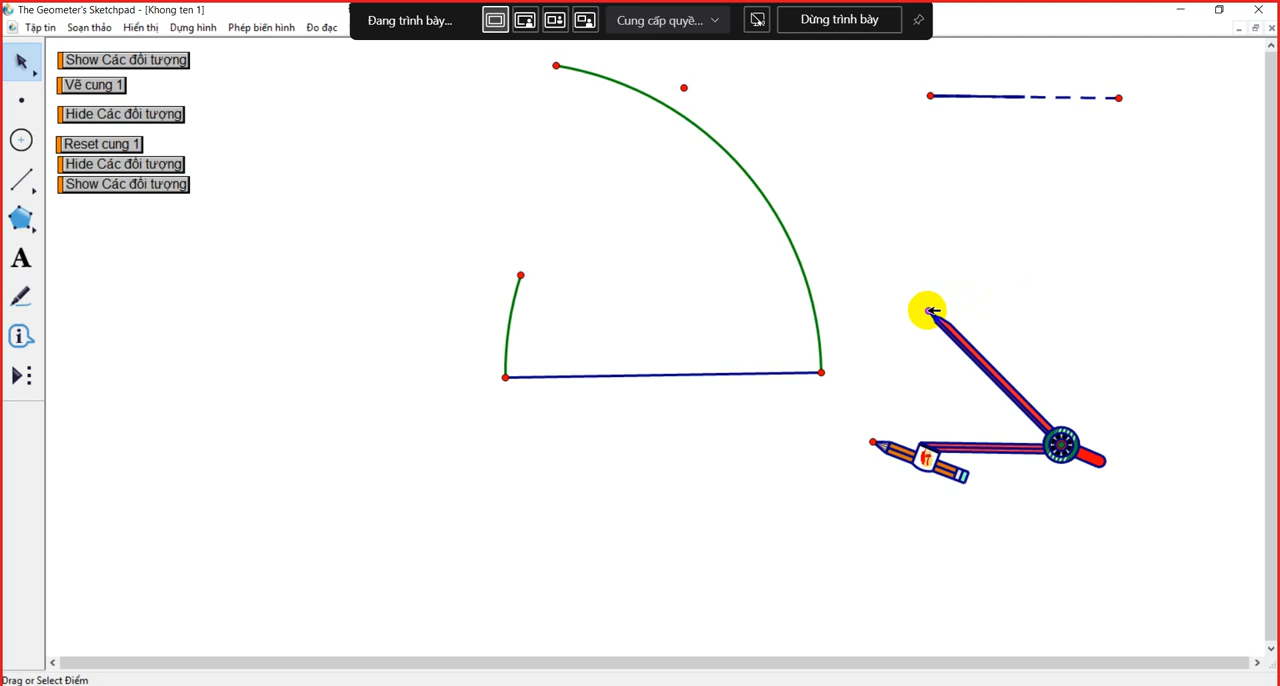 The Geometer's Sketchpad - [Khong ten 1]
Tập tin Soạn thảo Hiển thị Dựng hình Phép biến hình Đo đạc
Đang trình bày...
Cung cấp quyề...
Dừng trình bày
Show Các đối tượng
Vẽ cung 1
Hide Các đối tượng
Reset cung 1
Hide Các đối tượng
Show Các đối tượng
A
Drag or Select Điểm